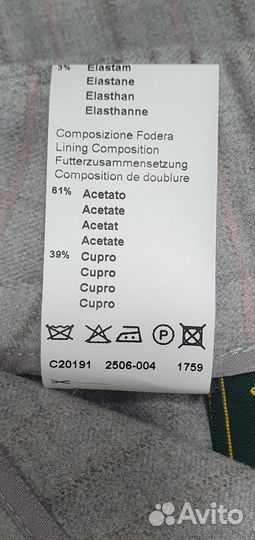 3% Elastam
Elastane
Elasthan
Elasthanne
Composizione Fodera
Lining Composition
Futterzusammensetzung
Composition de doublure
61% Acetato
Acetate
Acetat
Acetate
39% Cupro
Cupro
Cupro
Cupro
P
C20191 2506-004 1759
Avito